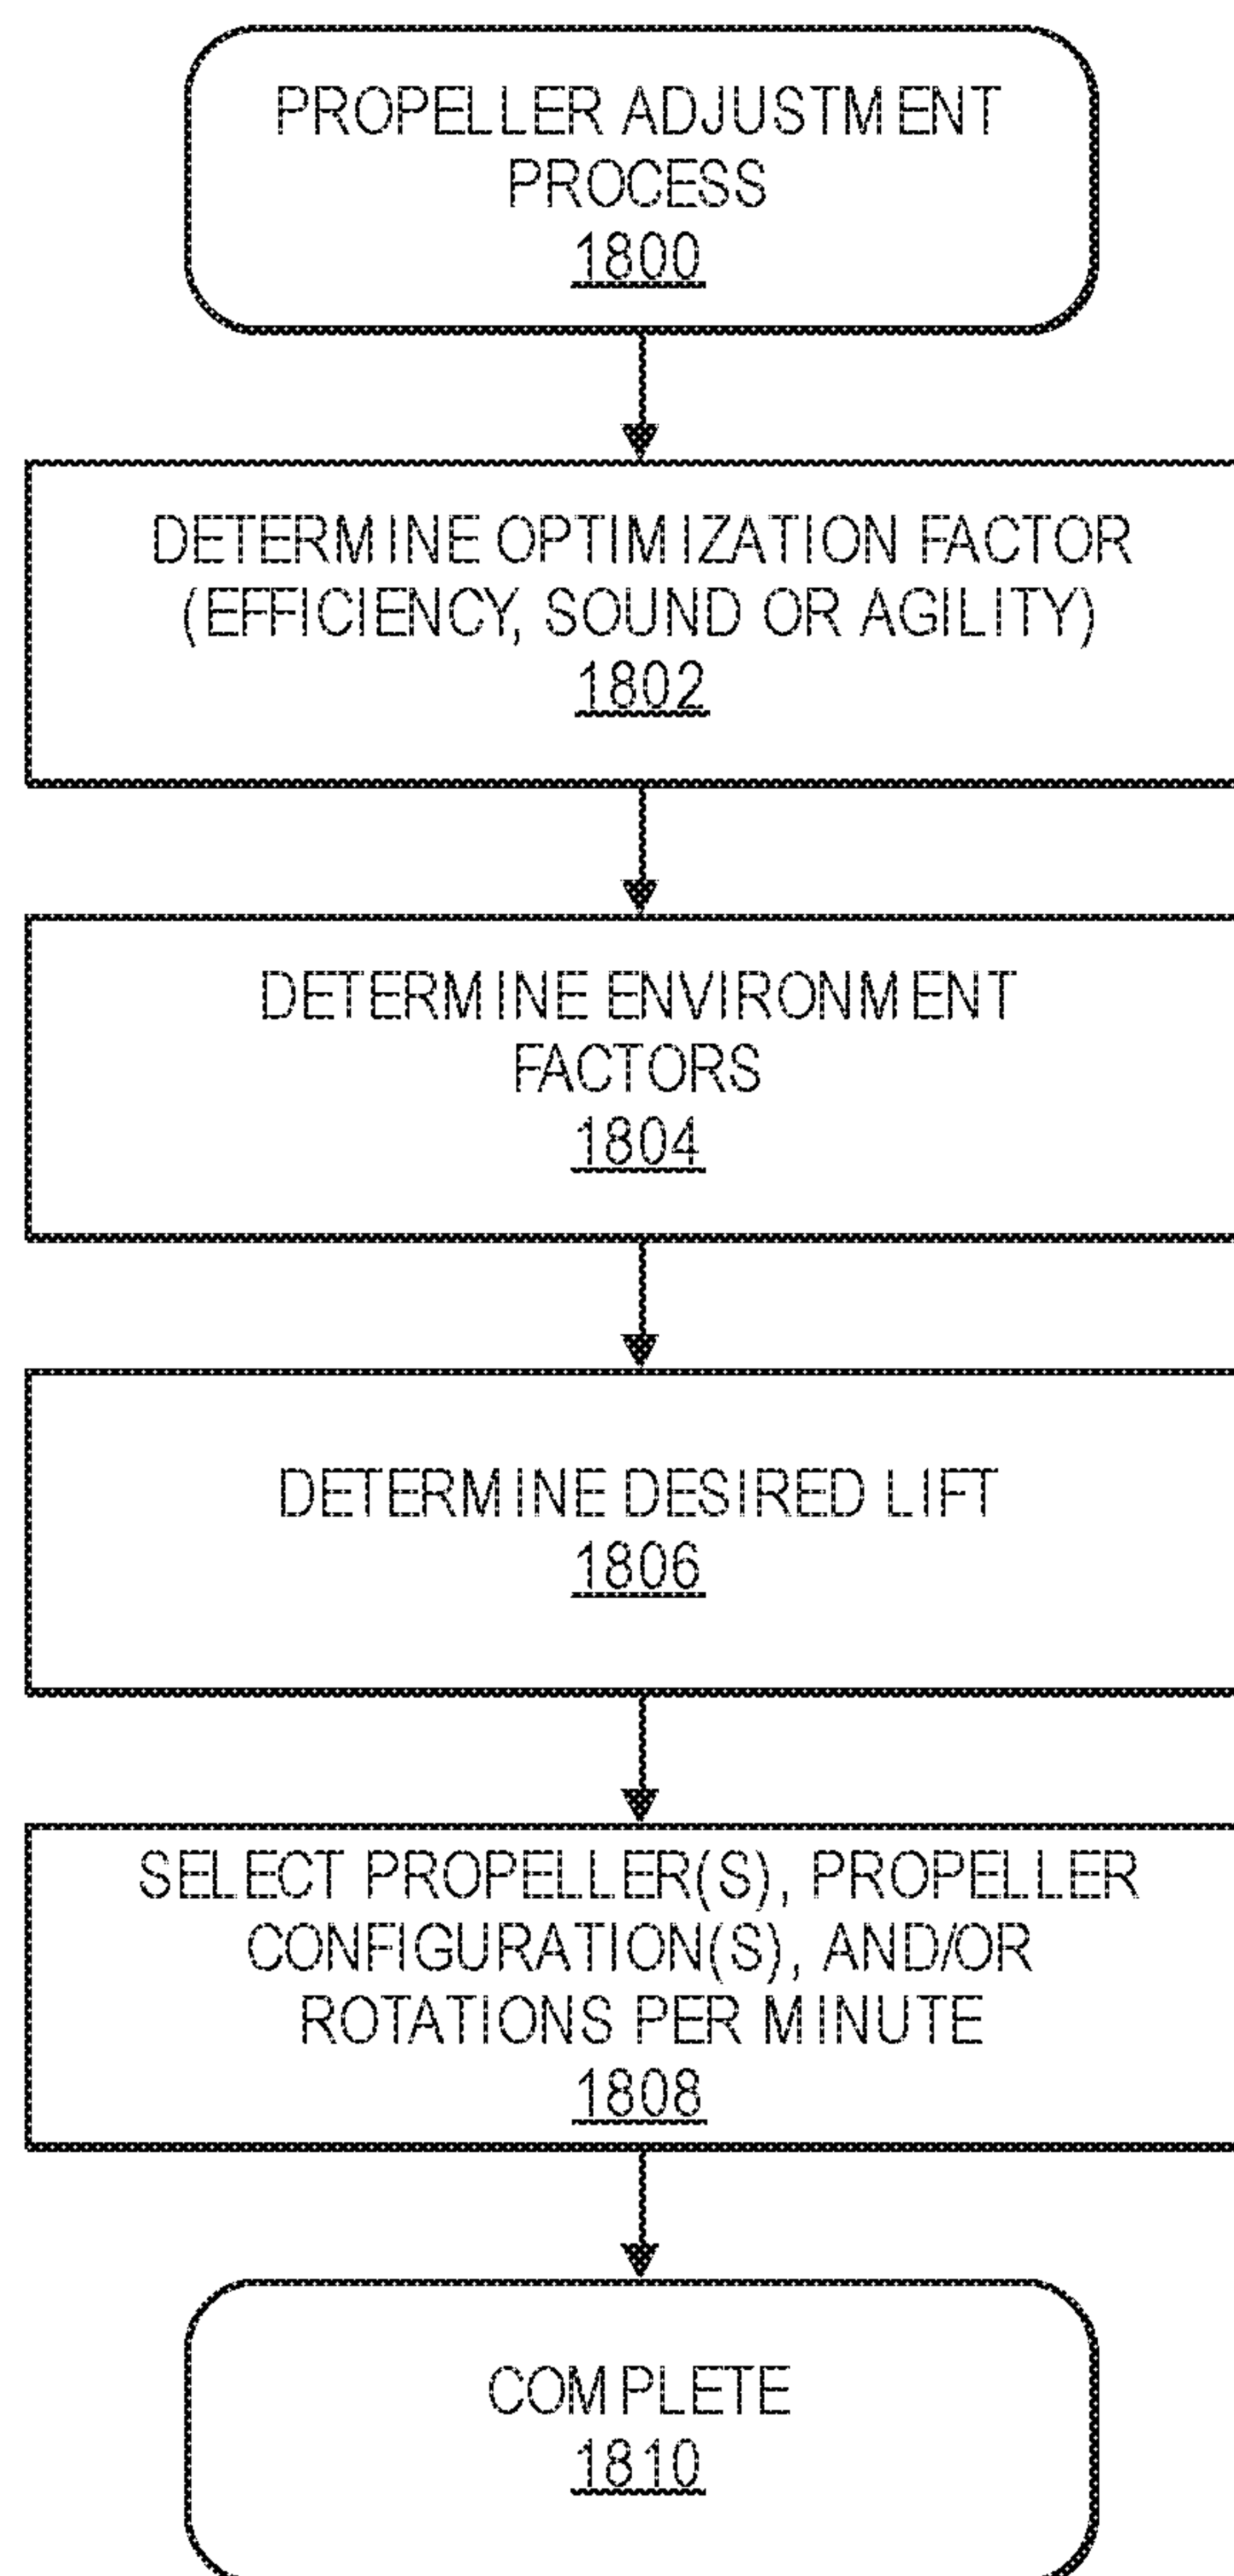 PROPELLER ADJUSTMENT
PROCESS
1800
DETERMINE OPTIMIZATION FACTOR
(EFFICIENCY, SOUND OR AGILITY)
1802
DETERMINE ENVIRONMENT
FACTORS
1804
DETERMINE DESIRED LIFT
1806
SELECT PROPELLER(S), PROPELLER
CONFIGURATION(S), AND/OR
ROTATIONS PER MINUTE
1808
COMPLETE
1810